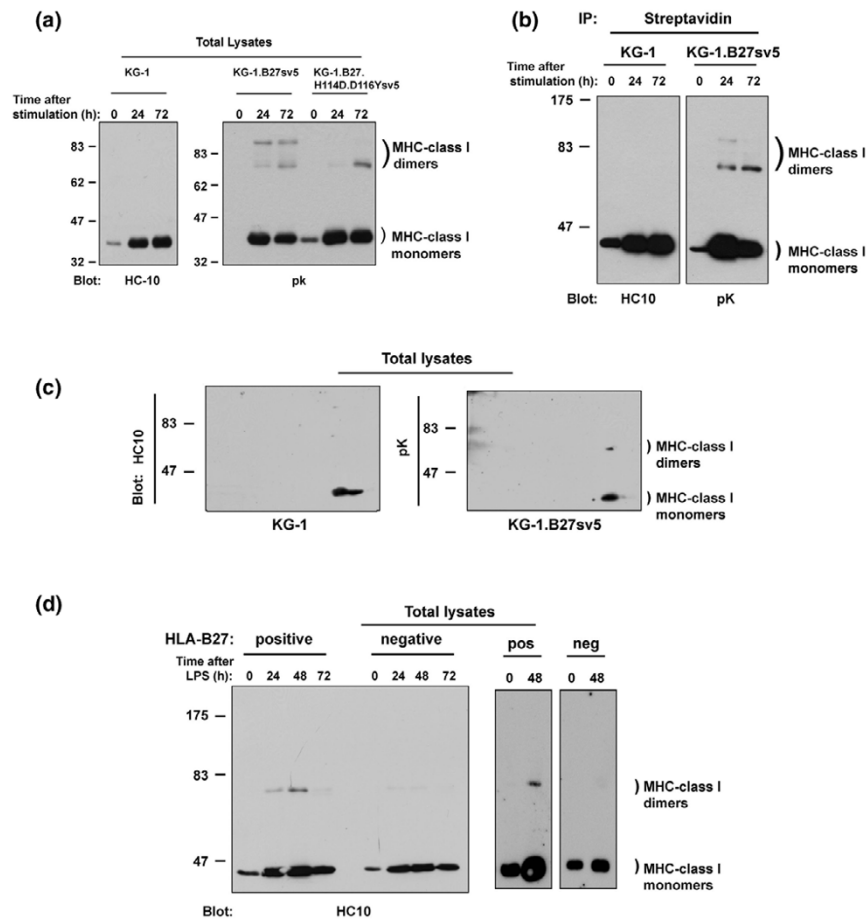 (a)
Total Lysates
KG-1 KG-1.B27sv5 KG-1.B27.
H114D.D116Ysv5
Time after
stimulation (h): 0 24 72 0 24 72 0 24 72
83 –
62 –
47 –
32 –
83 –
62 –
47 –
32 –
MHC-class I
dimers
MHC-class I
monomers
Blot: HC-10 pk
(b)
IP: Streptavidin
KG-1 KG-1.B27sv5
Time after
stimulation (h): 0 24 72 0 24 72
175 –
83 –
47 –
MHC-class I
dimers
MHC-class I
monomers
Blot: HC10 pK
(c)
Total lysates
Blot: HC10
83 –
47 –
KG-1
pK
83 –
47 –
KG-1.B27sv5
MHC-class I
dimers
MHC-class I
monomers
(d)
Total lysates
HLA-B27: positive negative pos neg
Time after
LPS (h): 0 24 48 72 0 24 48 72 0 48 0 48
175 –
83 –
47 –
MHC-class I
dimers
MHC-class I
monomers
Blot: HC10